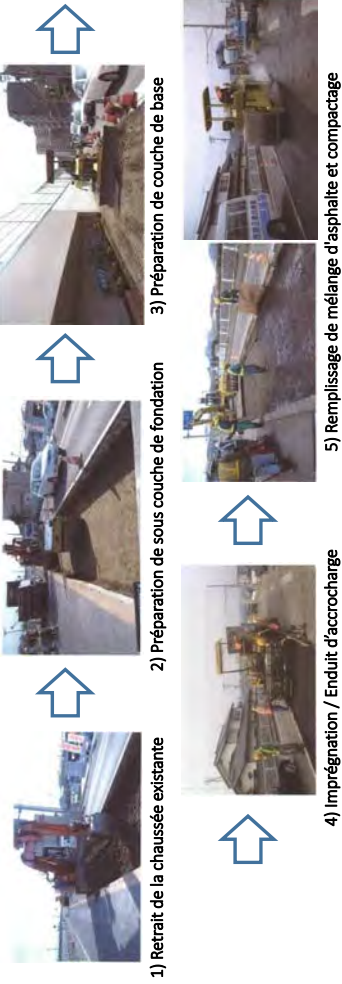 1) Retrait de la chaussée existante
2) Préparation de sous couche de fondation
3) Préparation de couche de base
4) Imprégnation / Enduit d'accrocharge
5) Remplissage de mélange d'asphalte et compactage